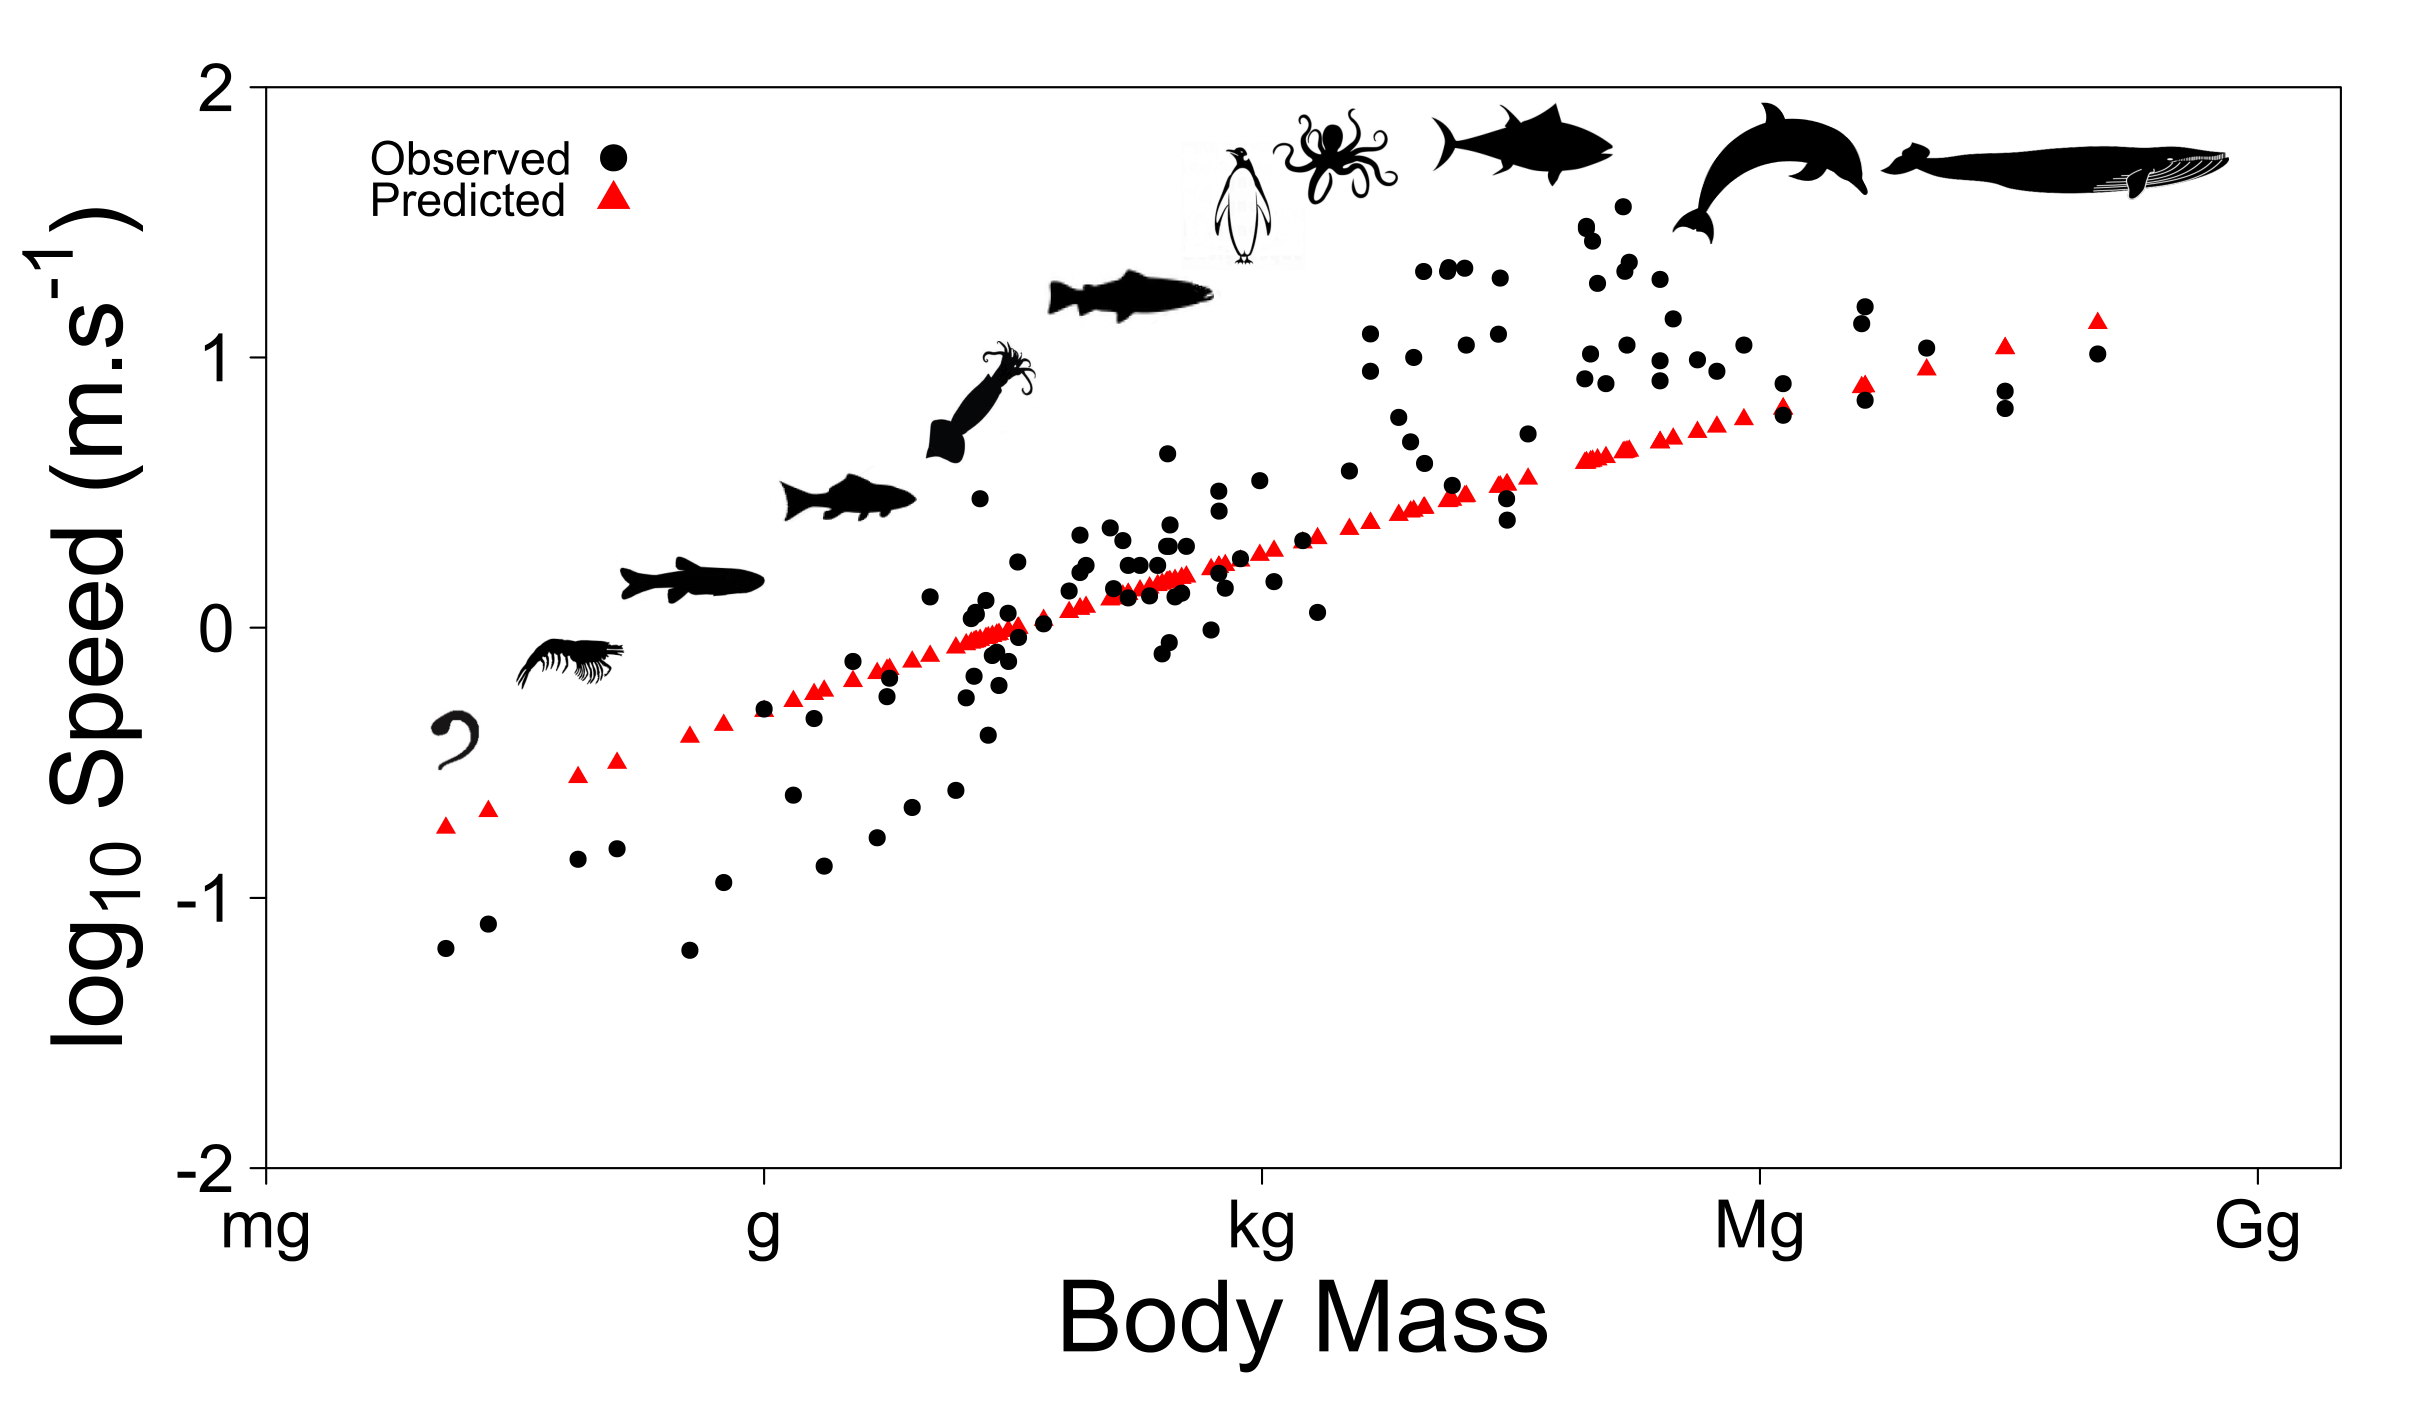 2
1
0
-1
-2
log10 Speed (m.s-1)
Observed
Predicted
mg g kg Mg Gg
Body Mass